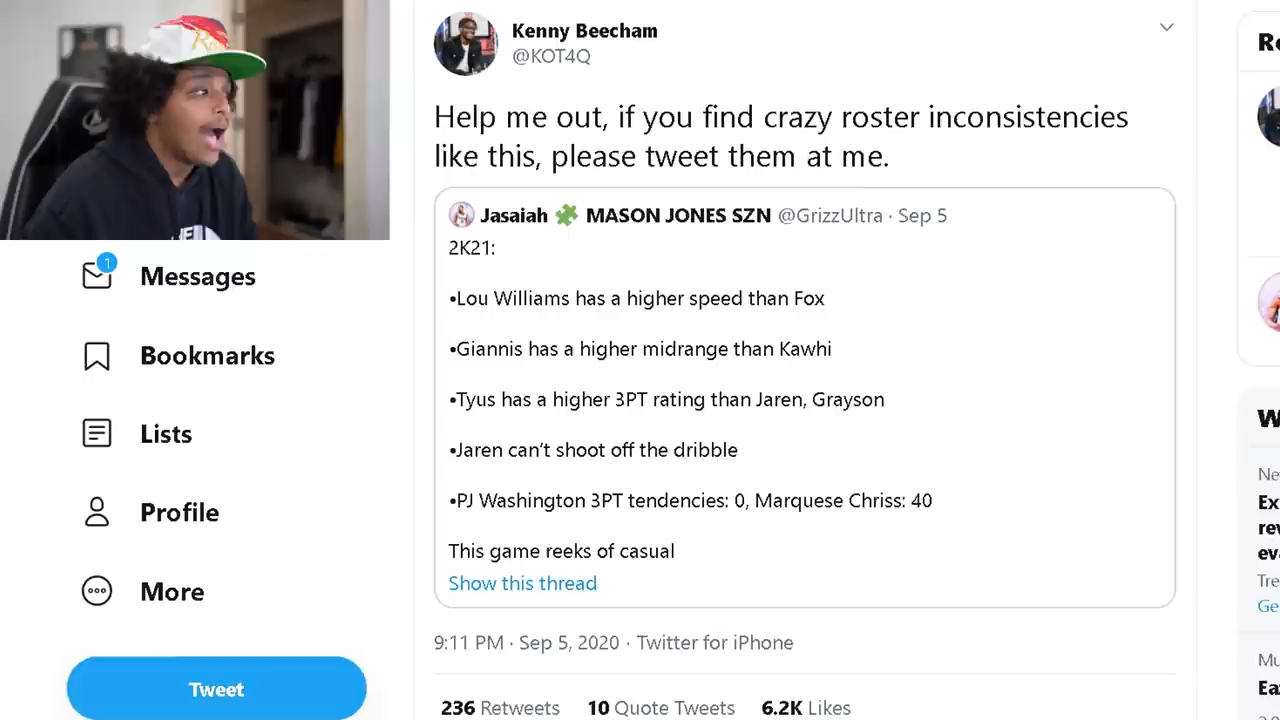 Kenny Beecham
@KOT4Q
Help me out, if you find crazy roster inconsistencies
like this, please tweet them at me.
Jasaiah 🧩 MASON JONES SZN @GrizzUltra · Sep 5
2K21:
•Lou Williams has a higher speed than Fox
•Giannis has a higher midrange than Kawhi
•Tyus has a higher 3PT rating than Jaren, Grayson
•Jaren can't shoot off the dribble
•PJ Washington 3PT tendencies: 0, Marquese Chriss: 40
This game reeks of casual
Show this thread
9:11 PM · Sep 5, 2020 · Twitter for iPhone
236 Retweets 10 Quote Tweets 6.2K Likes
1
Messages
Bookmarks
Lists
Profile
More
Tweet